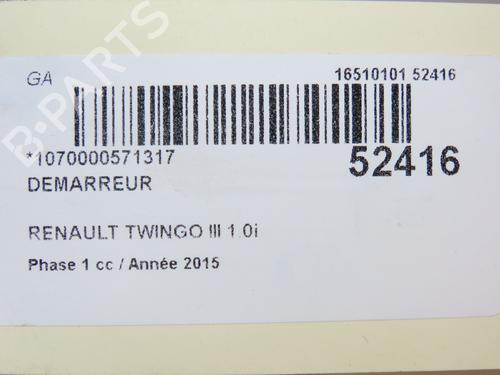 GA
16510101 52416
*1070000571317
52416
DEMARREUR
RENAULT TWINGO III 1.0i
Phase 1 cc / Année 2015
B-PARTS